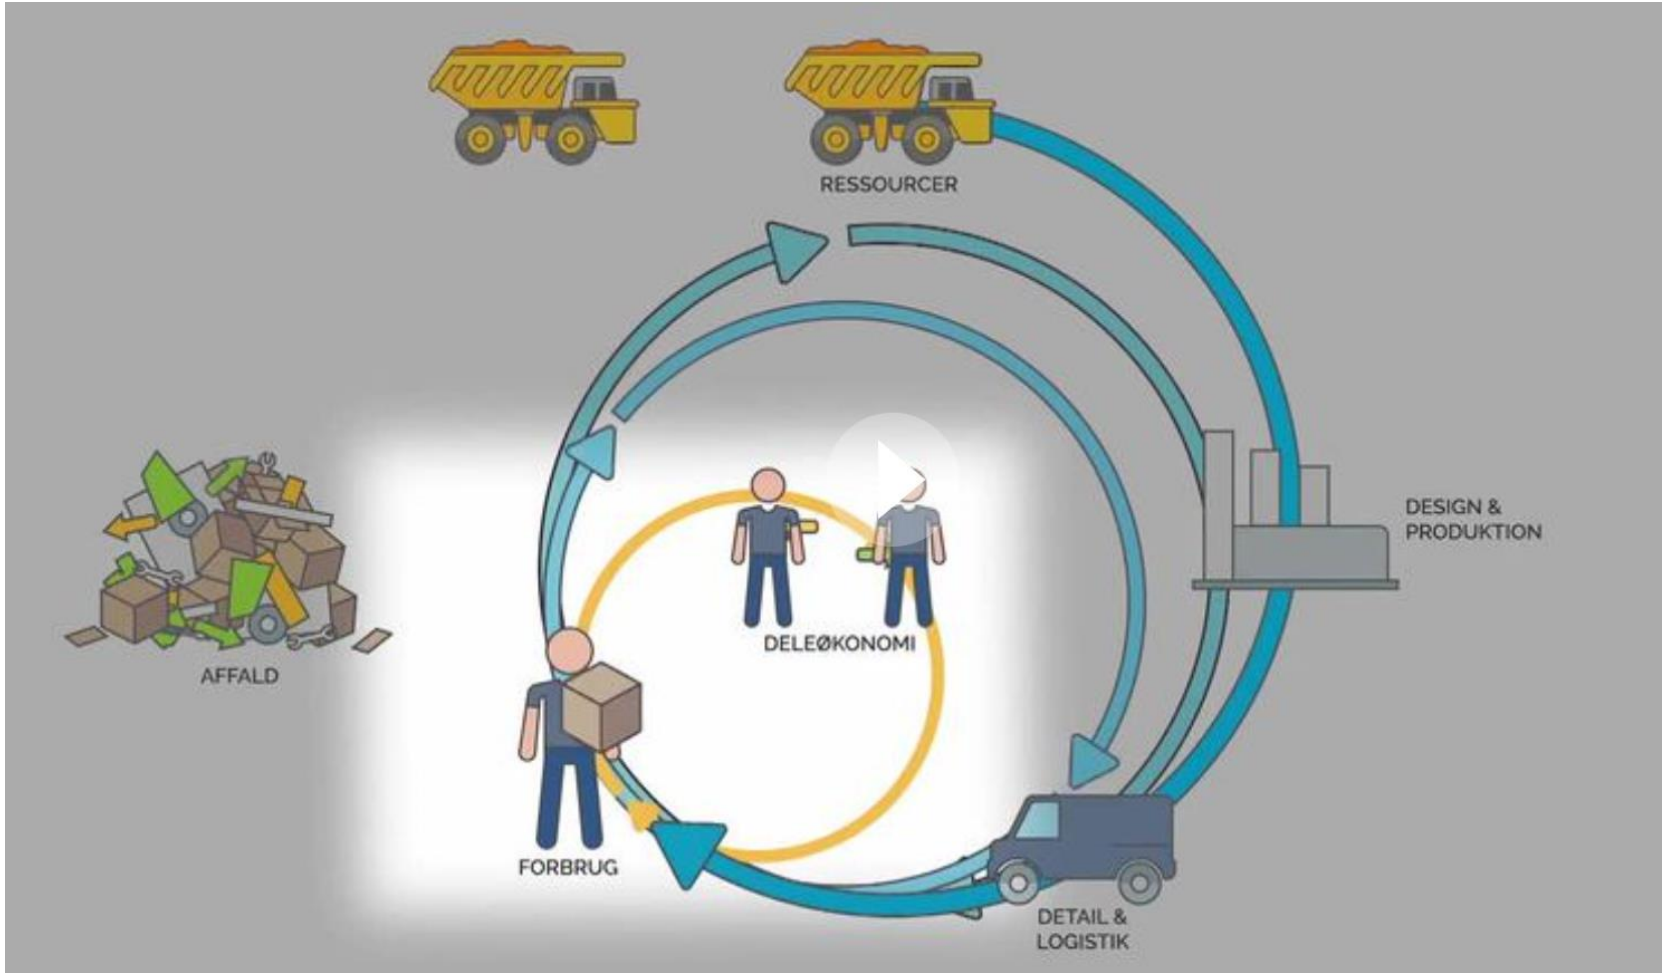 RESSOURCER
DESIGN &
PRODUKTION
DELEØKONOMI
AFFALD
FORBRUG
DETAIL &
LOGISTIK